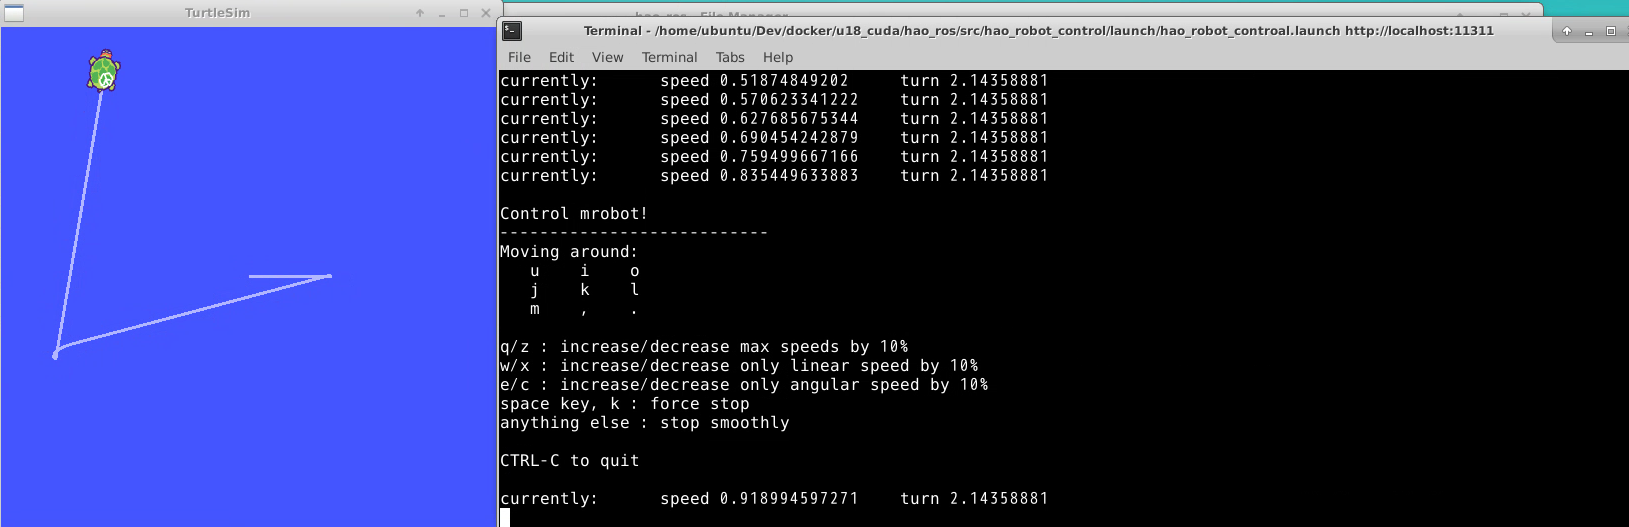 TurtleSim
Terminal - /home/ubuntu/Dev/docker/u18_cuda/hao_ros/src/hao_robot_control/launch/hao_robot_controal.launch http://localhost:11311
File Edit View Terminal Tabs Help
currently: speed 0.51874849202 turn 2.14358881
currently: speed 0.570623341222 turn 2.14358881
currently: speed 0.627685675344 turn 2.14358881
currently: speed 0.690454242879 turn 2.14358881
currently: speed 0.759499667166 turn 2.14358881
currently: speed 0.835449633883 turn 2.14358881
Control mrobot!
---------------------------
Moving around:
u i o
j k l
m , .
q/z : increase/decrease max speeds by 10%
w/x : increase/decrease only linear speed by 10%
e/c : increase/decrease only angular speed by 10%
space key, k : force stop
anything else : stop smoothly
CTRL-C to quit
currently: speed 0.918994597271 turn 2.14358881